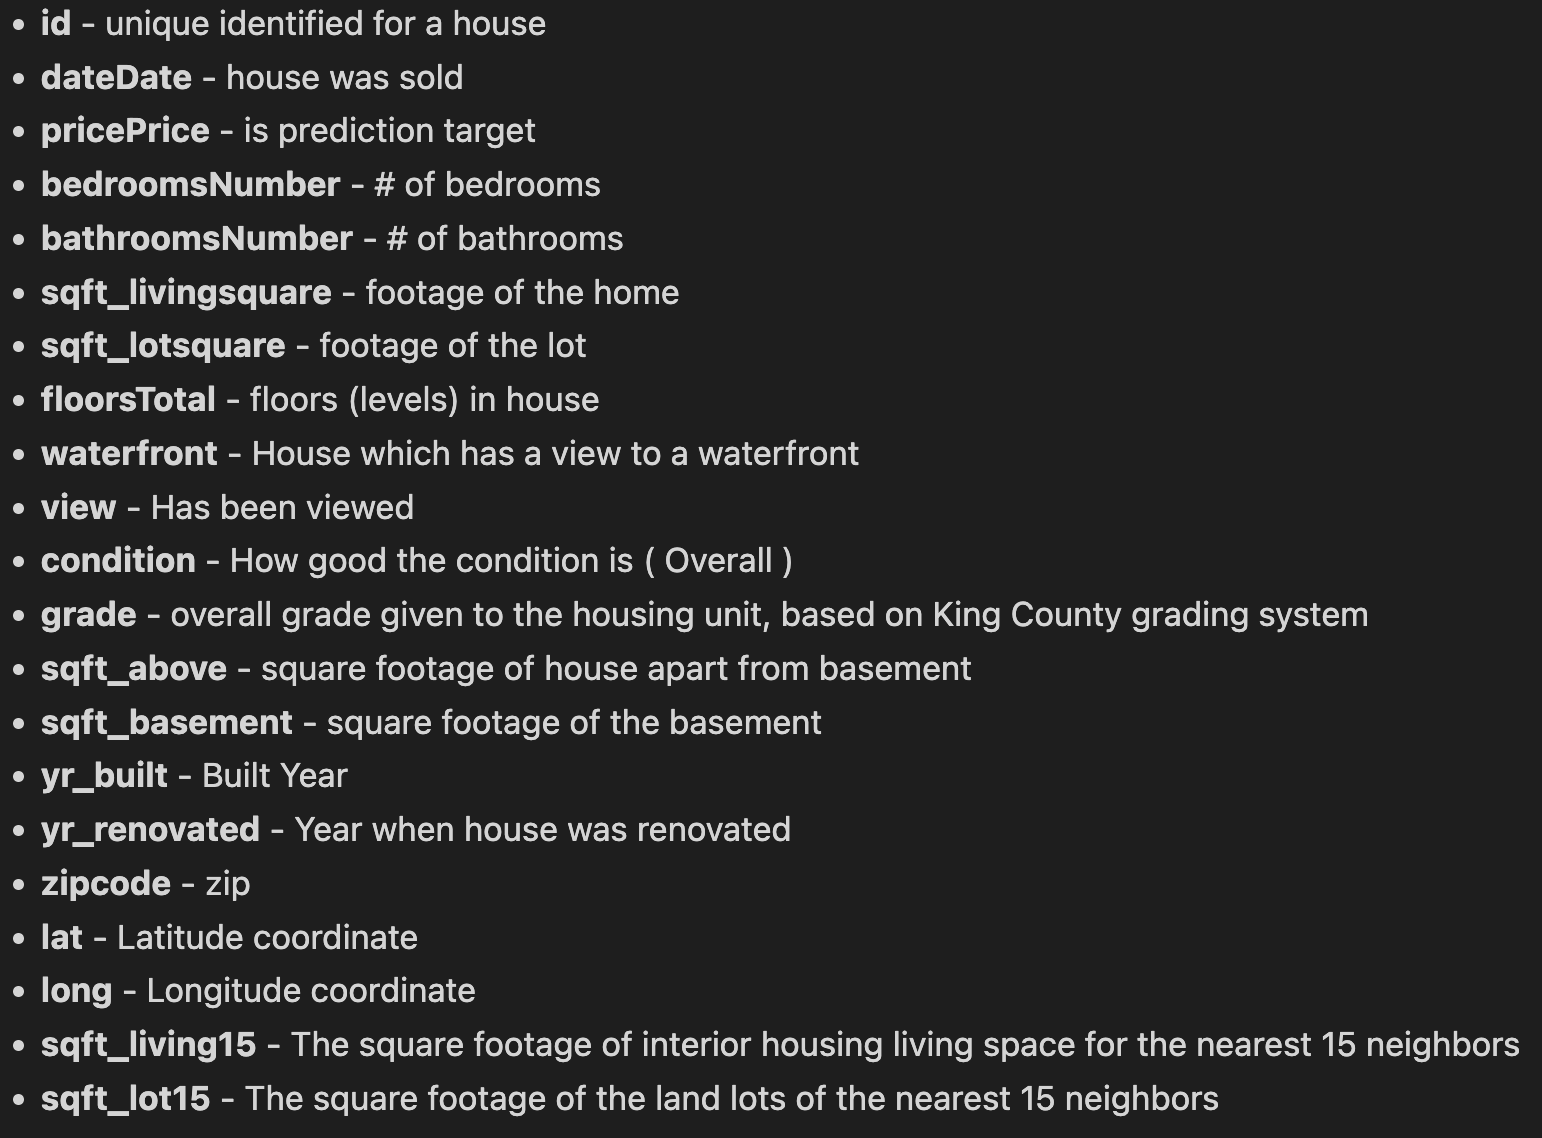 • id - unique identified for a house
• dateDate - house was sold
• pricePrice - is prediction target
• bedroomsNumber - # of bedrooms
• bathroomsNumber - # of bathrooms
• sqft_livingsquare - footage of the home
• sqft_lotsquare - footage of the lot
• floorsTotal - floors (levels) in house
• waterfront - House which has a view to a waterfront
• view - Has been viewed
• condition - How good the condition is ( Overall )
• grade - overall grade given to the housing unit, based on King County grading system
• sqft_above - square footage of house apart from basement
• sqft_basement - square footage of the basement
• yr_built - Built Year
• yr_renovated - Year when house was renovated
• zipcode - zip
• lat - Latitude coordinate
• long - Longitude coordinate
• sqft_living15 - The square footage of interior housing living space for the nearest 15 neighbors
• sqft_lot15 - The square footage of the land lots of the nearest 15 neighbors